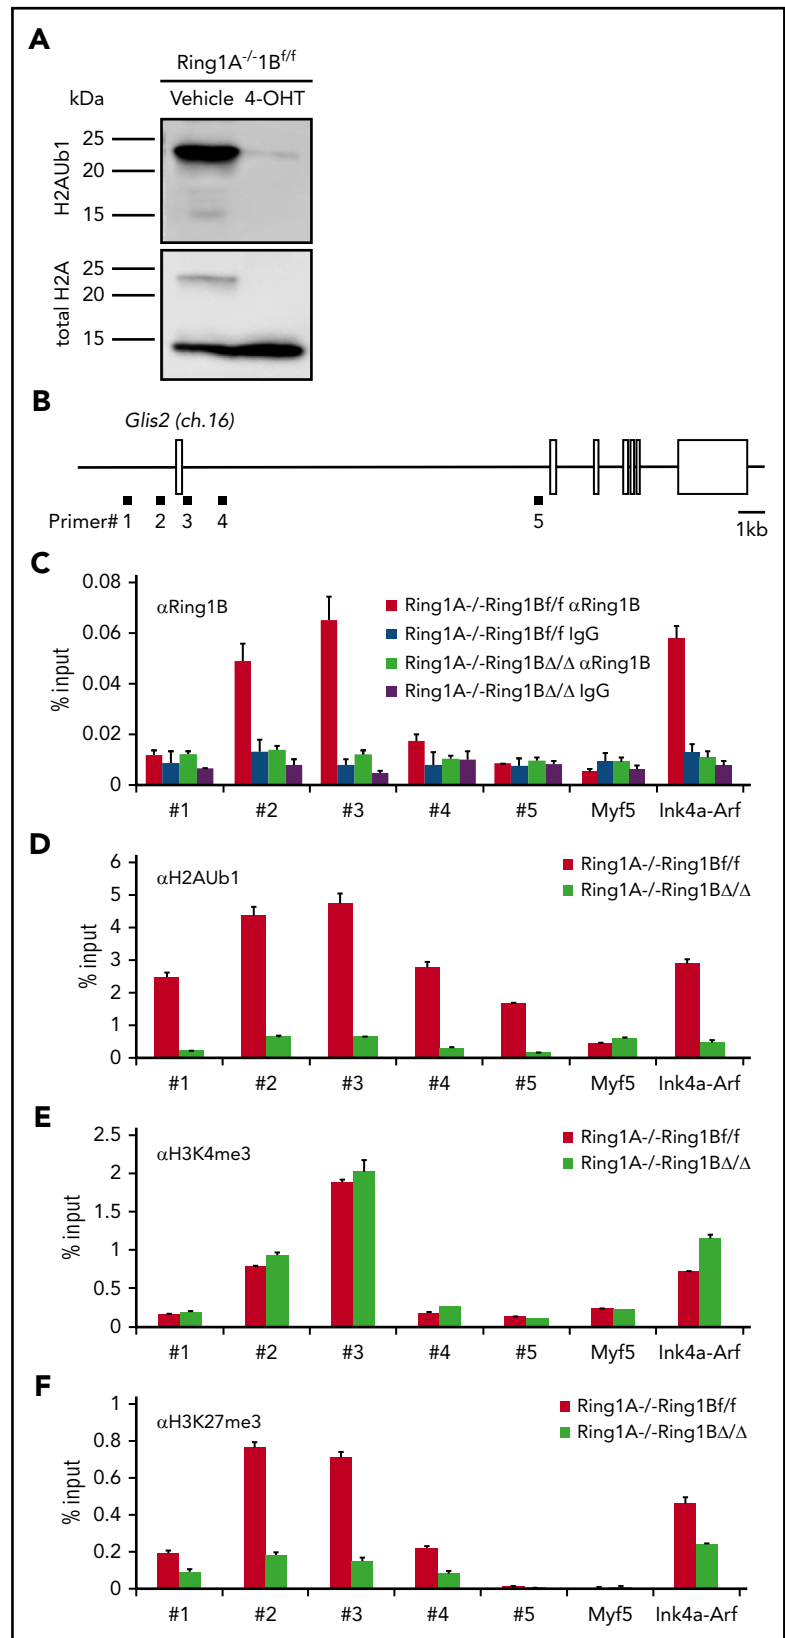 A
Ring1A-/-1Bf/f
kDa Vehicle 4-OHT
H2AUb1
25
20
15
total H2A
25
20
15
B
Glis2 (ch.16)
Primer# 1 2 3 4 5
1kb
C
αRing1B
Ring1A-/-Ring1Bf/f αRing1B
Ring1A-/-Ring1Bf/f IgG
Ring1A-/-Ring1BΔ/Δ αRing1B
Ring1A-/-Ring1BΔ/Δ IgG
% input
0.08
0.06
0.04
0.02
0
#1 #2 #3 #4 #5 Myf5 Ink4a-Arf
D
αH2AUb1
Ring1A-/-Ring1Bf/f
Ring1A-/-Ring1BΔ/Δ
% input
6
5
4
3
2
1
0
#1 #2 #3 #4 #5 Myf5 Ink4a-Arf
E
αH3K4me3
Ring1A-/-Ring1Bf/f
Ring1A-/-Ring1BΔ/Δ
% input
2.5
2
1.5
1
0.5
0
#1 #2 #3 #4 #5 Myf5 Ink4a-Arf
F
αH3K27me3
Ring1A-/-Ring1Bf/f
Ring1A-/-Ring1BΔ/Δ
% input
1
0.8
0.6
0.4
0.2
0
#1 #2 #3 #4 #5 Myf5 Ink4a-Arf